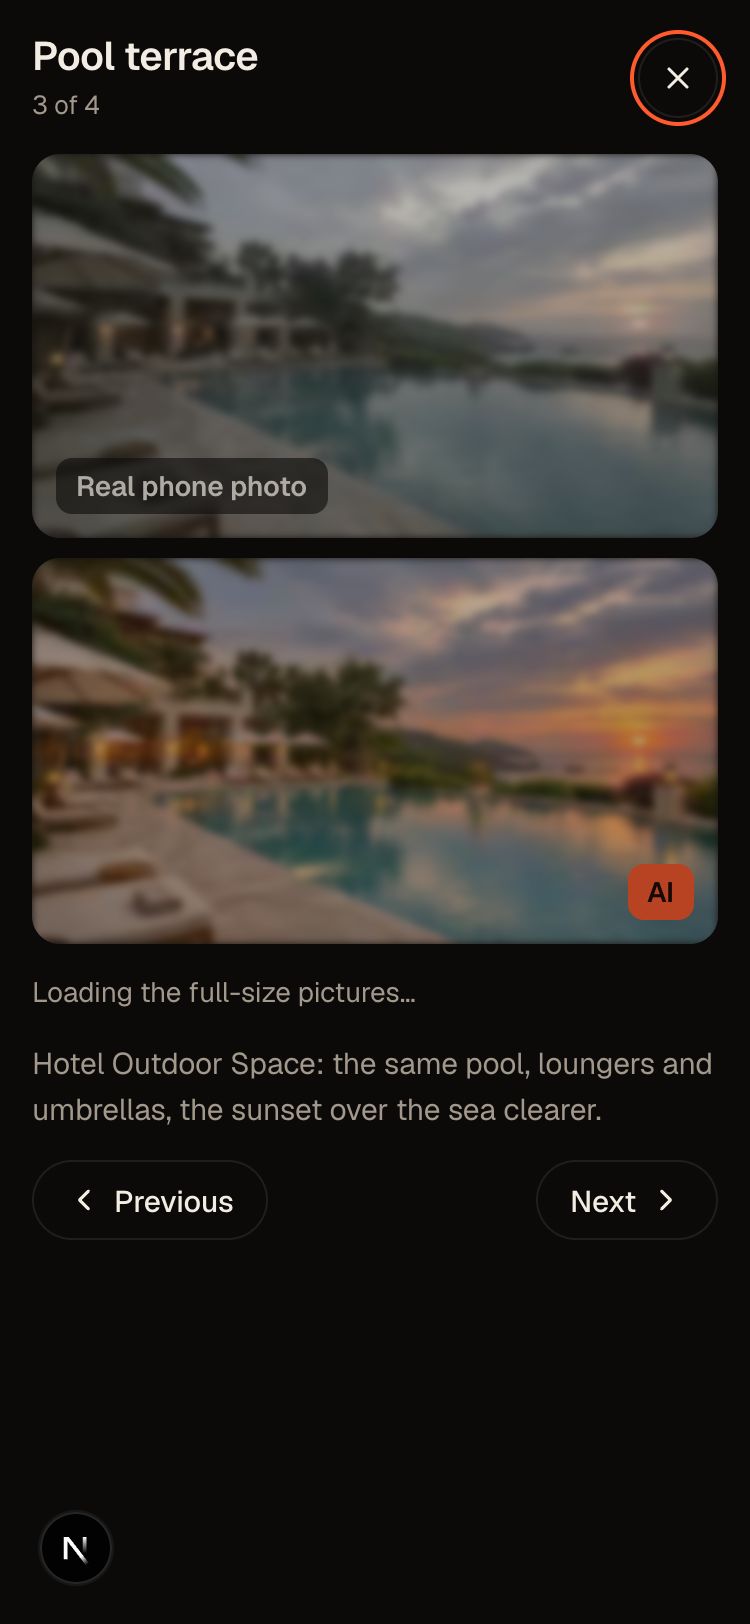 Pool terrace
3 of 4
Real phone photo
AI
Loading the full-size pictures...
Hotel Outdoor Space: the same pool, loungers and
umbrellas, the sunset over the sea clearer.
Previous
Next
N